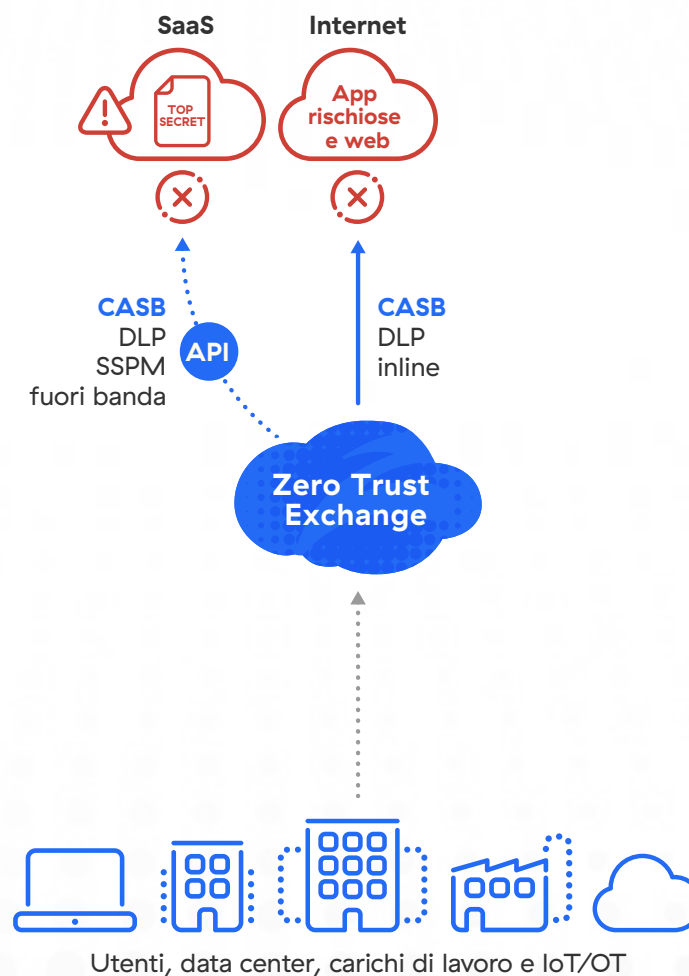 SaaS
Internet
TOP
SECRET
App
rischiose
e web
CASB
DLP
SSPM
fuori banda
API
CASB
DLP
inline
Zero Trust
Exchange
Utenti, data center, carichi di lavoro e IoT/OT